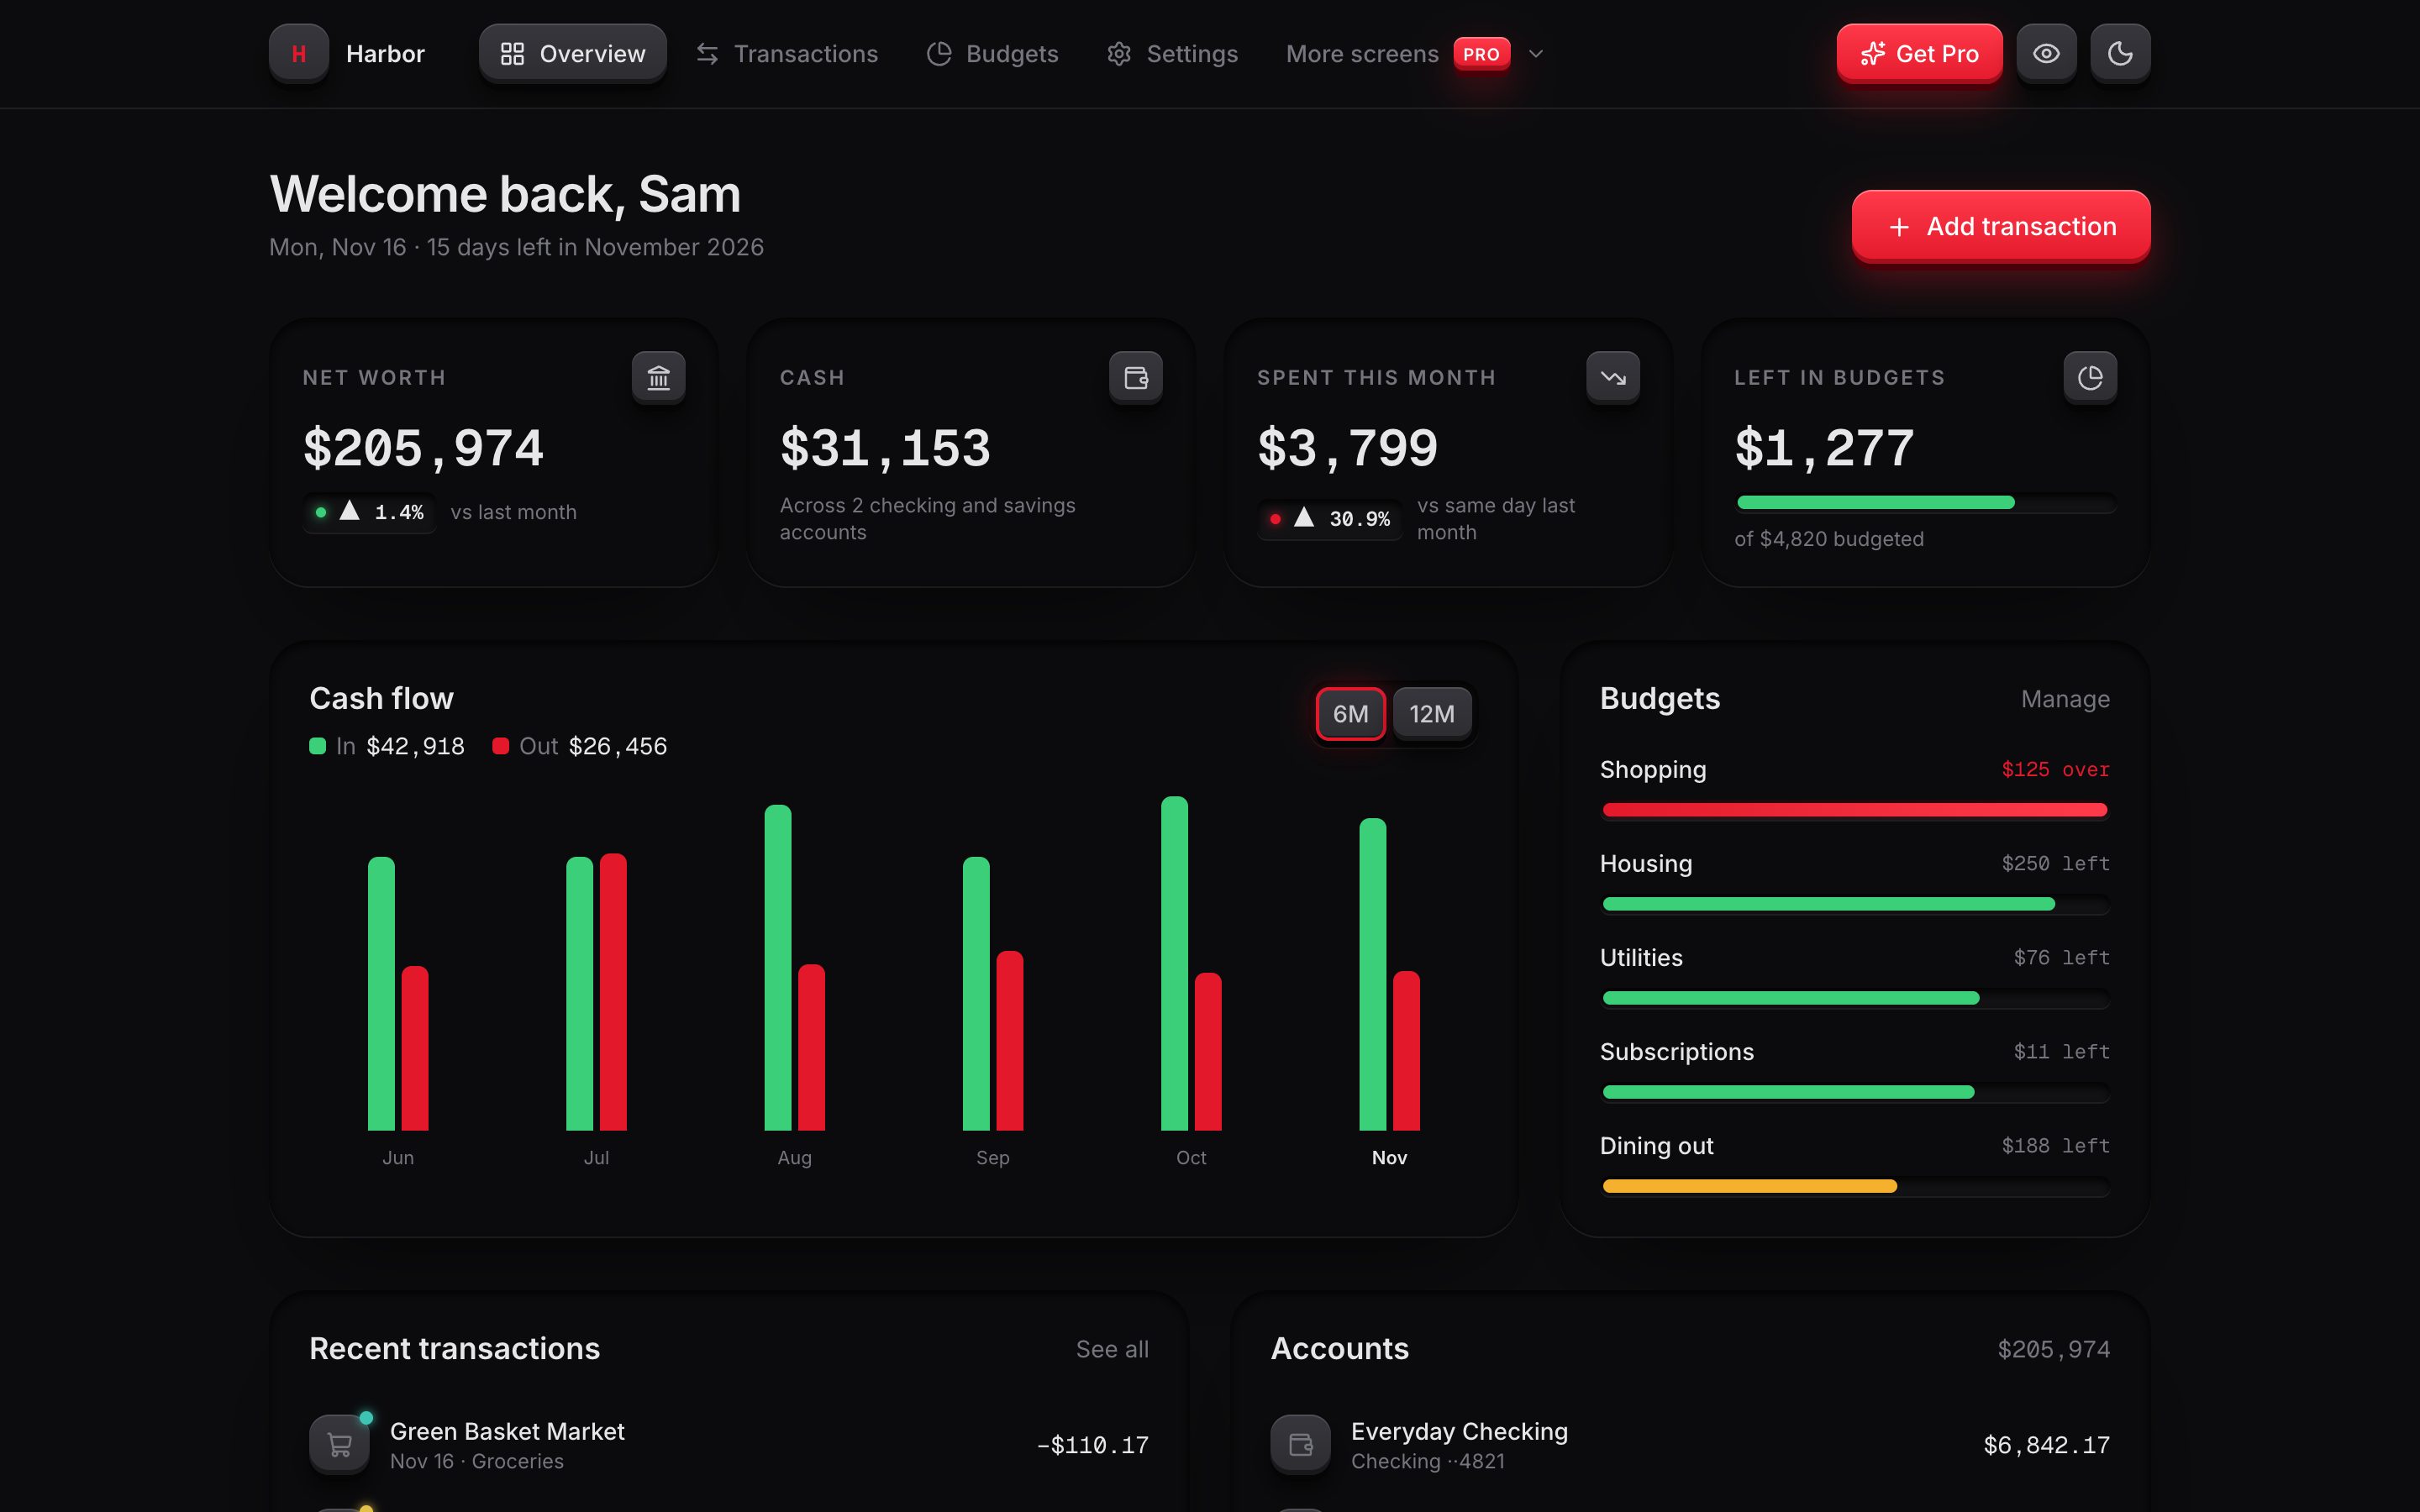 H Harbor Overview Transactions Budgets Settings More screens PRO Get Pro
Welcome back, Sam
Mon, Nov 16 · 15 days left in November 2026
+ Add transaction
NET WORTH
$205,974
▲ 1.4% vs last month
CASH
$31,153
Across 2 checking and savings
accounts
SPENT THIS MONTH
$3,799
▲ 30.9% vs same day last
month
LEFT IN BUDGETS
$1,277
of $4,820 budgeted
Cash flow
In $42,918 Out $26,456
6M 12M
Jun Jul Aug Sep Oct Nov
Budgets Manage
Shopping $125 over
Housing $250 left
Utilities $76 left
Subscriptions $11 left
Dining out $188 left
Recent transactions See all
Green Basket Market −$110.17
Nov 16 · Groceries
Accounts $205,974
Everyday Checking $6,842.17
Checking ··4821